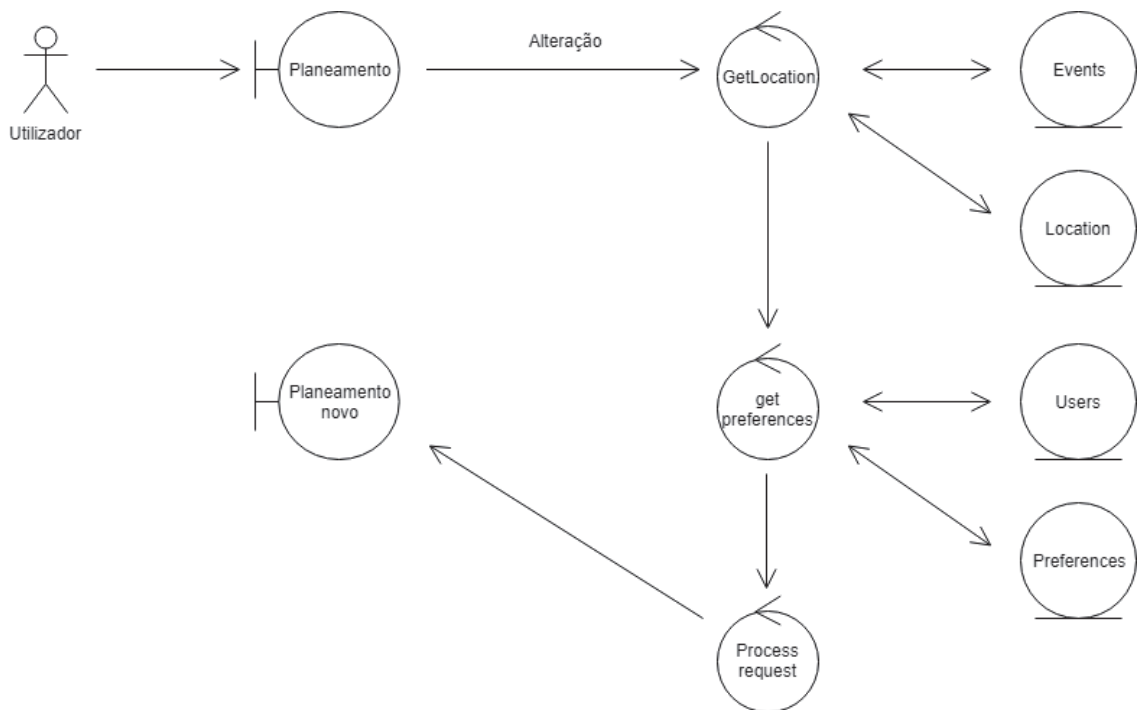 Alteração
Planeamento
GetLocation
Events
Utilizador
Location
Planeamento
novo
get
preferences
Users
Preferences
Process
request